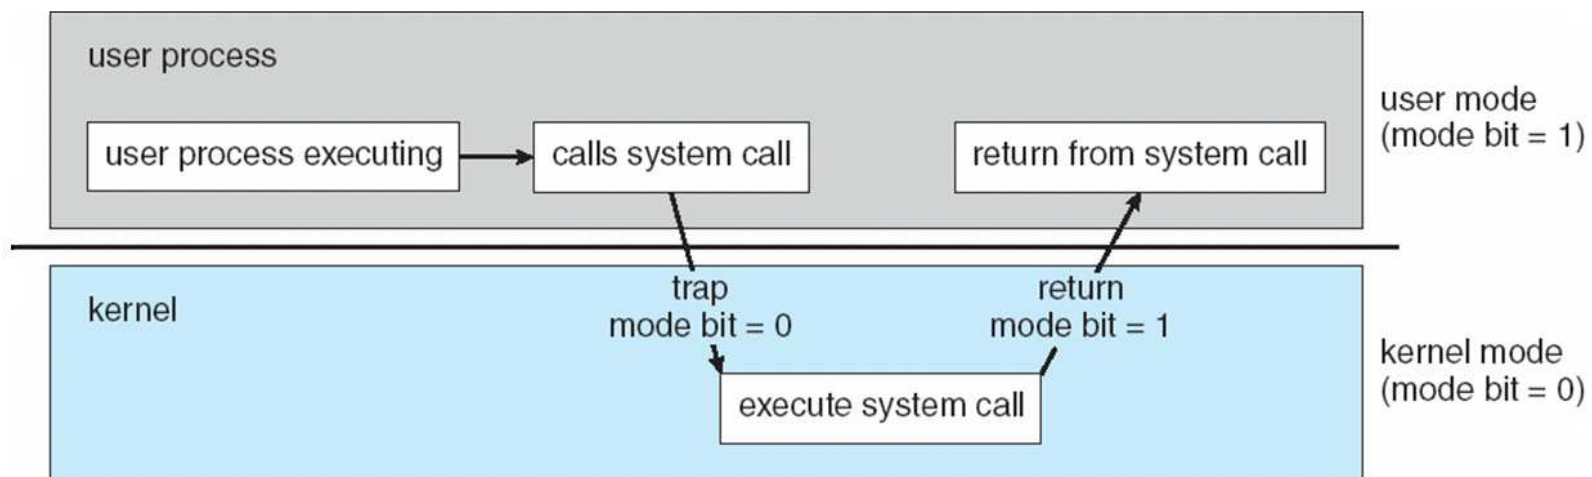 user process
user process executing
calls system call
return from system call
user mode
(mode bit = 1)
kernel
trap
mode bit = 0
return
mode bit = 1
execute system call
kernel mode
(mode bit = 0)